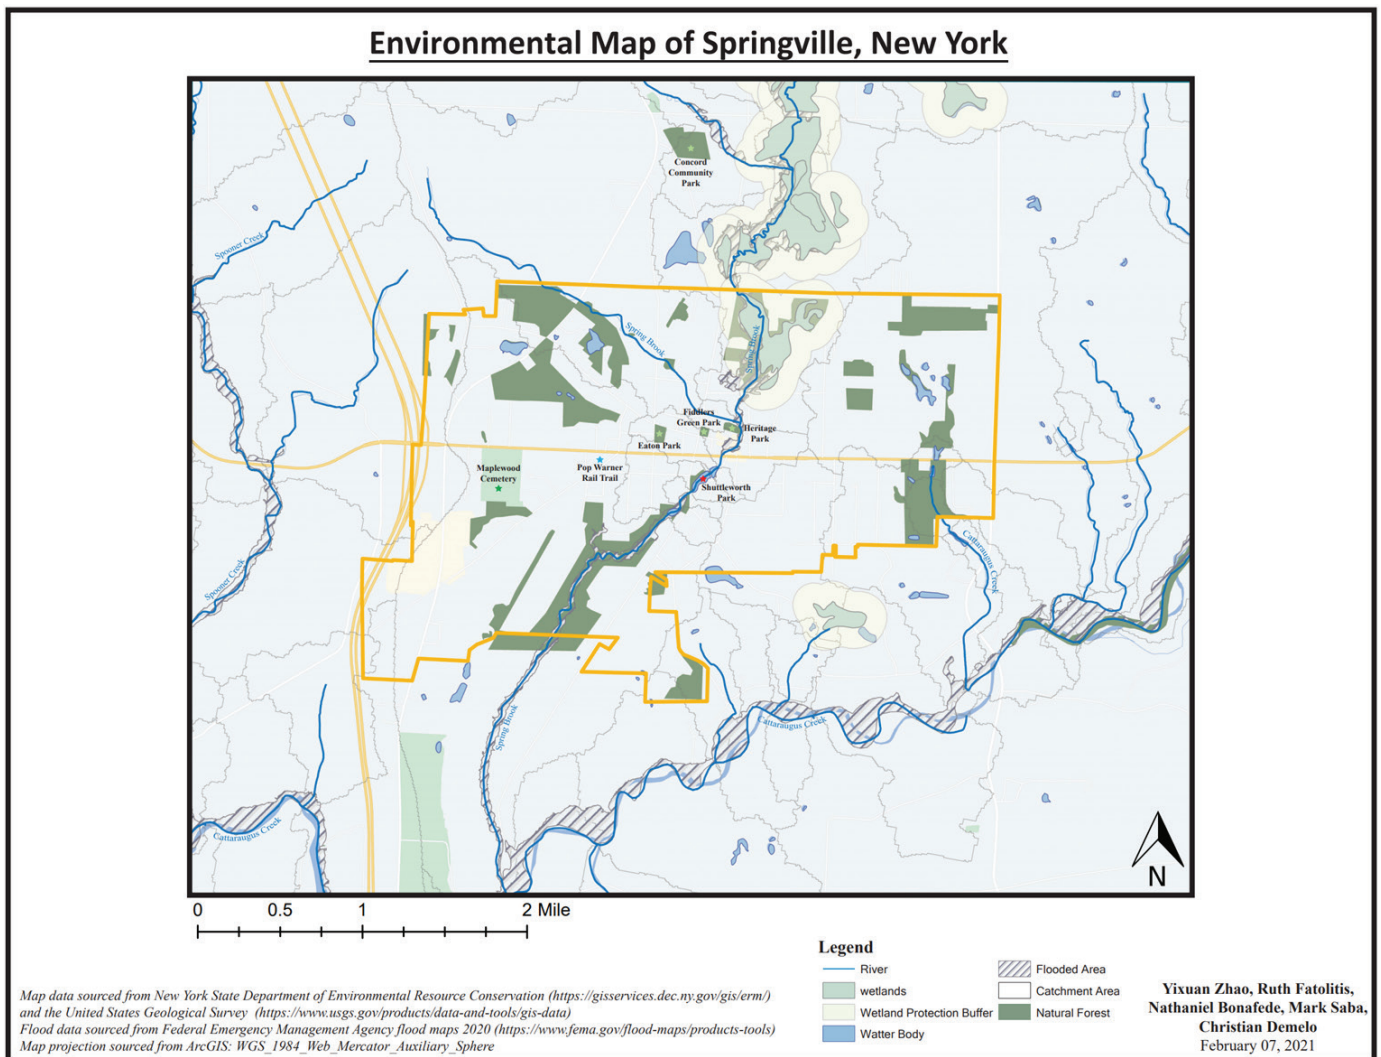 Environmental Map of Springville, New York
Concord
Community
Park
Spooner Creek
Spring Brook
Spring Brook
Fiddlers
Green Park
Heritage
Park
Eaton Park
Maplewood
Cemetery
Pop Warner
Rail Trail
Shuttleworth
Park
Cattaraugus Creek
Spooner Creek
Spring Brook
Cattaraugus Creek
Cattaraugus Creek
N
0 0.5 1 2 Mile
Legend
River
wetlands
Wetland Protection Buffer
Watter Body
Flooded Area
Catchment Area
Natural Forest
Map data sourced from New York State Department of Environmental Resource Conservation (https://gisservices.dec.ny.gov/gis/erm/)
and the United States Geological Survey (https://www.usgs.gov/products/data-and-tools/gis-data)
Flood data sourced from Federal Emergency Management Agency flood maps 2020 (https://www.fema.gov/flood-maps/products-tools)
Map projection sourced from ArcGIS: WGS_1984_Web_Mercator_Auxiliary_Sphere
Yixuan Zhao, Ruth Fatolitis,
Nathaniel Bonafede, Mark Saba,
Christian Demelo
February 07, 2021